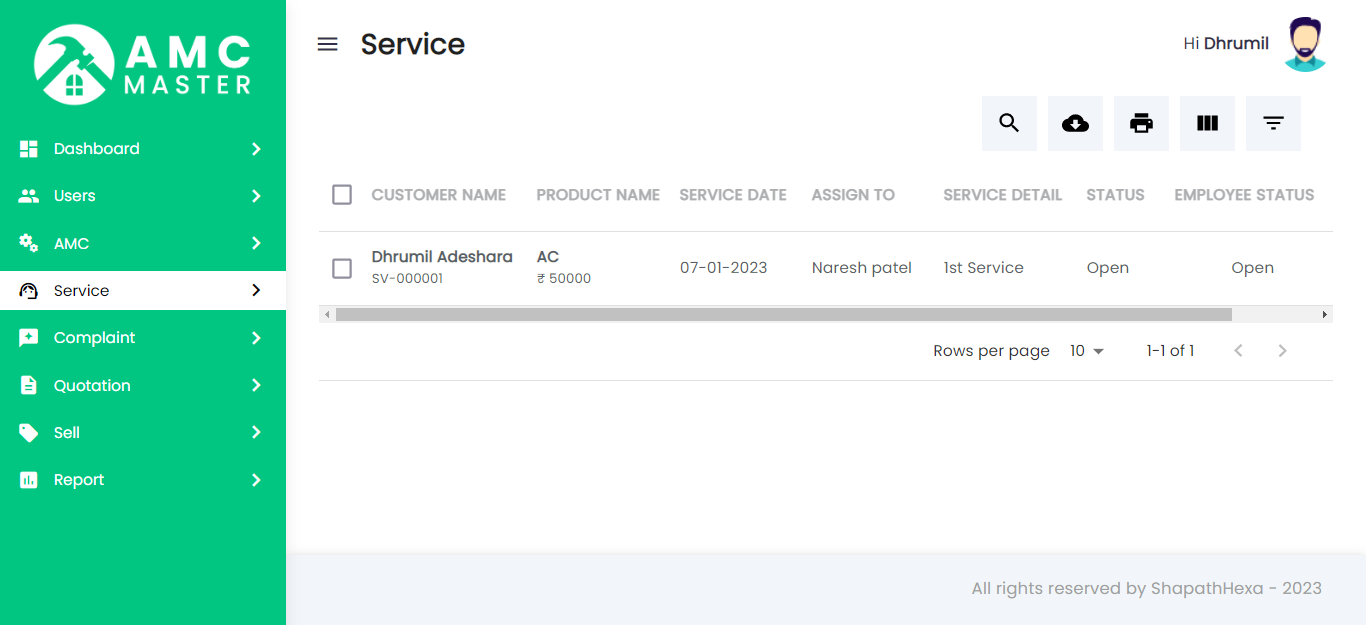 AMC
MASTER
Dashboard
Users
AMC
Service
Complaint
Quotation
Sell
Report
Service
Hi Dhrumil
CUSTOMER NAME PRODUCT NAME SERVICE DATE ASSIGN TO SERVICE DETAIL STATUS EMPLOYEE STATUS
Dhrumil Adeshara AC 07-01-2023 Naresh patel 1st Service Open Open
SV-000001 ₹ 50000
Rows per page 10 1-1 of 1
All rights reserved by ShapathHexa - 2023